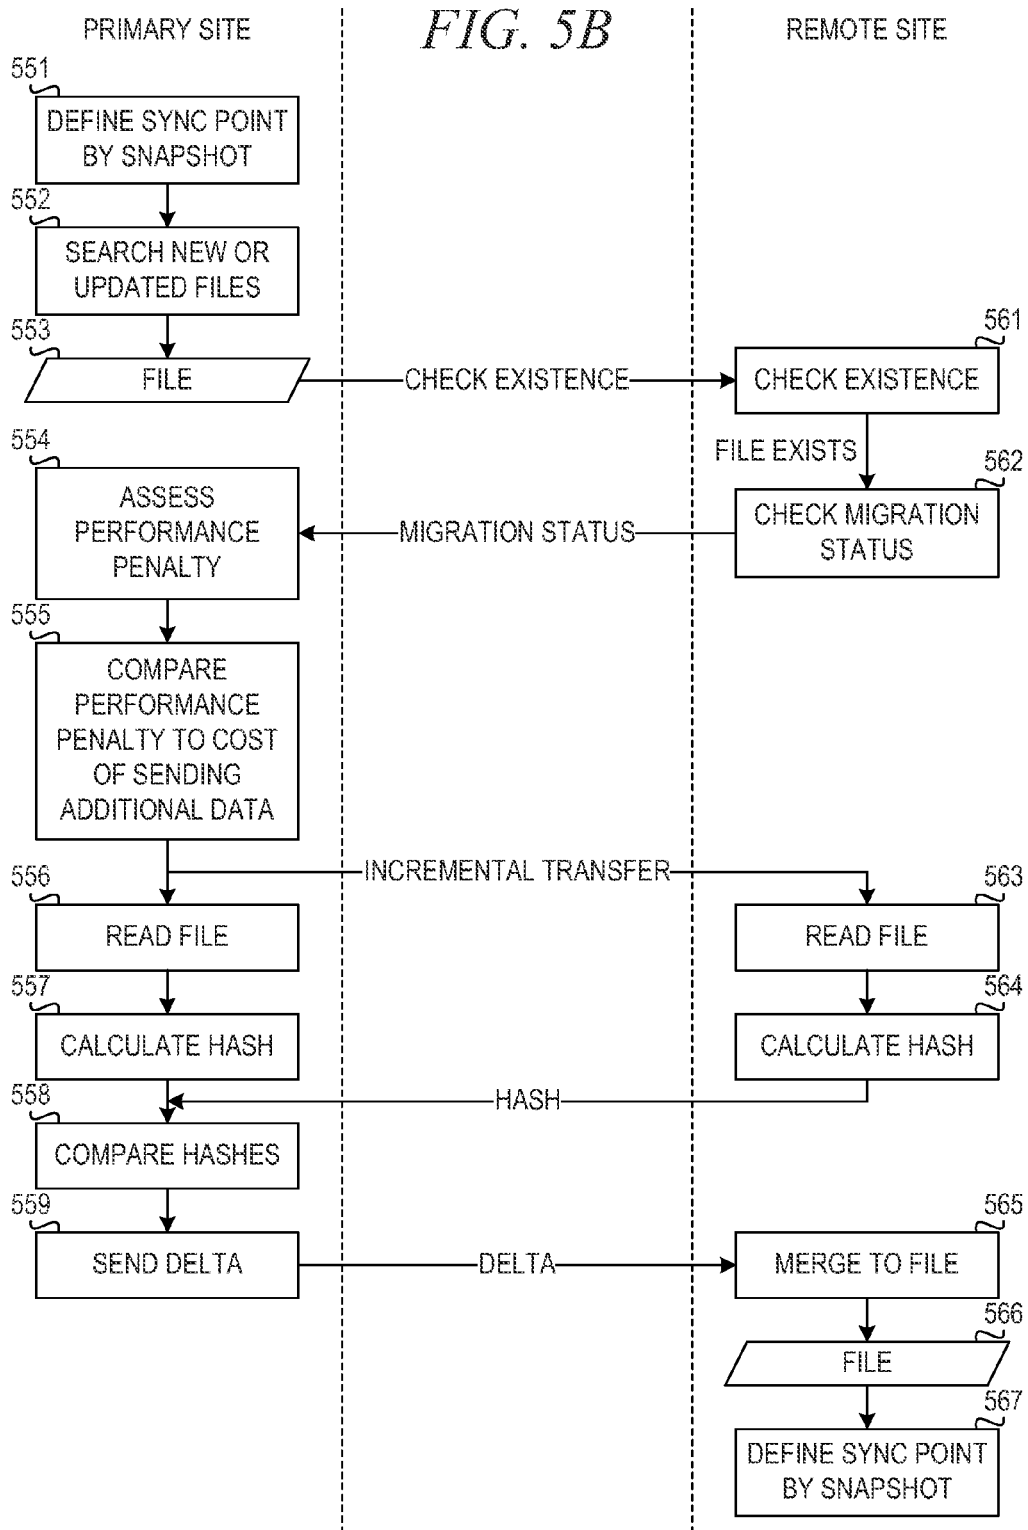 PRIMARY SITE
FIG. 5B
REMOTE SITE
551
DEFINE SYNC POINT
BY SNAPSHOT
552
SEARCH NEW OR
UPDATED FILES
553
FILE
CHECK EXISTENCE
561
CHECK EXISTENCE
FILE EXISTS
562
CHECK MIGRATION
STATUS
MIGRATION STATUS
554
ASSESS
PERFORMANCE
PENALTY
555
COMPARE
PERFORMANCE
PENALTY TO COST
OF SENDING
ADDITIONAL DATA
INCREMENTAL TRANSFER
556
READ FILE
563
READ FILE
557
CALCULATE HASH
564
CALCULATE HASH
HASH
558
COMPARE HASHES
559
SEND DELTA
DELTA
565
MERGE TO FILE
566
FILE
567
DEFINE SYNC POINT
BY SNAPSHOT